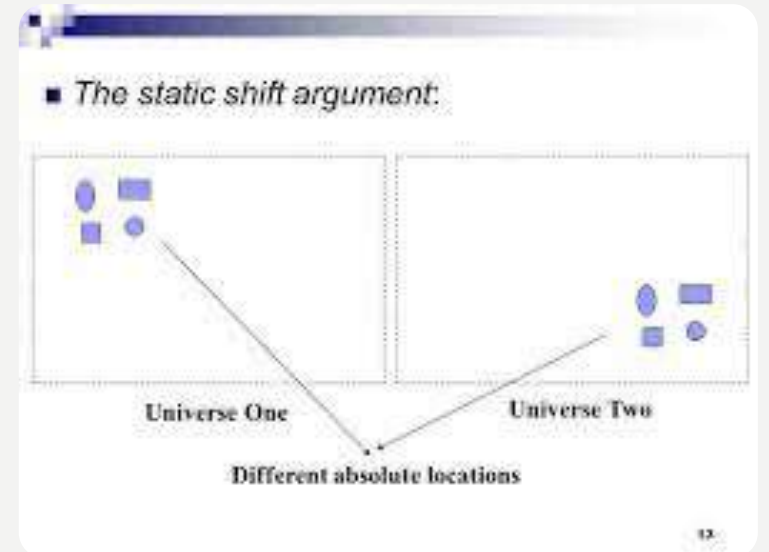 The static shift argument:
Universe One
Universe Two
Different absolute locations